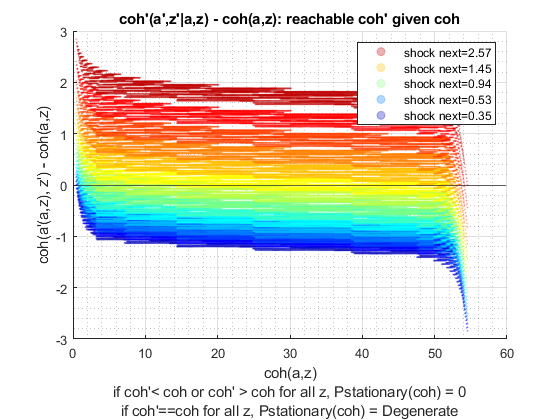 coh'(a',z'|a,z) - coh(a,z): reachable coh' given coh
3
2
1
0
-1
-2
-3
coh(a'(a,z), z') - coh(a,z)
shock next=2.57
shock next=1.45
shock next=0.94
shock next=0.53
shock next=0.35
0 10 20 30 40 50 60
coh(a,z)
if coh'< coh or coh' > coh for all z, Pstationary(coh) = 0
if coh'==coh for all z, Pstationary(coh) = Degenerate